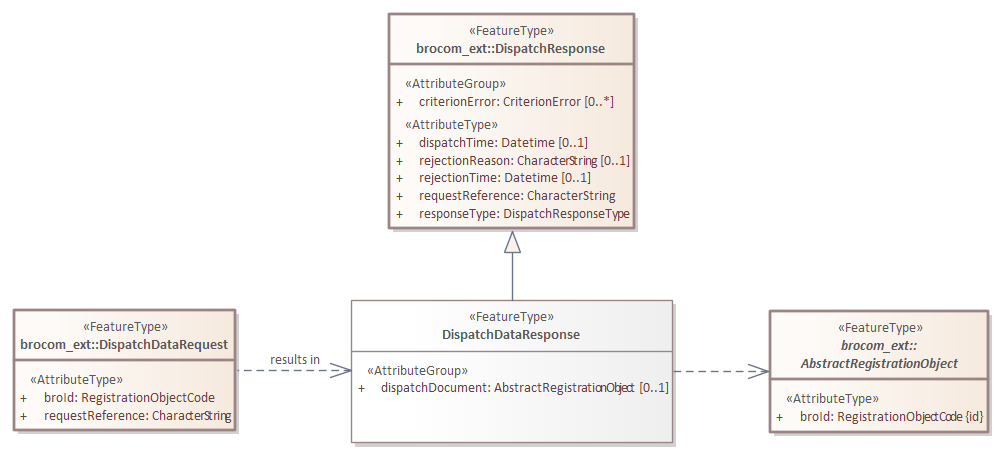 «FeatureType»
brocom_ext::DispatchResponse
«AttributeGroup»
+ criterionError: CriterionError [0..*]
«AttributeType»
+ dispatchTime: Datetime [0..1]
+ rejectionReason: CharacterString [0..1]
+ rejectionTime: Datetime [0..1]
+ requestReference: CharacterString
+ responseType: DispatchResponseType
«FeatureType»
brocom_ext::DispatchDataRequest
«AttributeType»
+ broId: RegistrationObjectCode
+ requestReference: CharacterString
results in
«FeatureType»
DispatchDataResponse
«AttributeGroup»
+ dispatchDocument: AbstractRegistrationObject [0..1]
«FeatureType»
brocom_ext::
AbstractRegistrationObject
«AttributeType»
+ broId: RegistrationObjectCode {id}